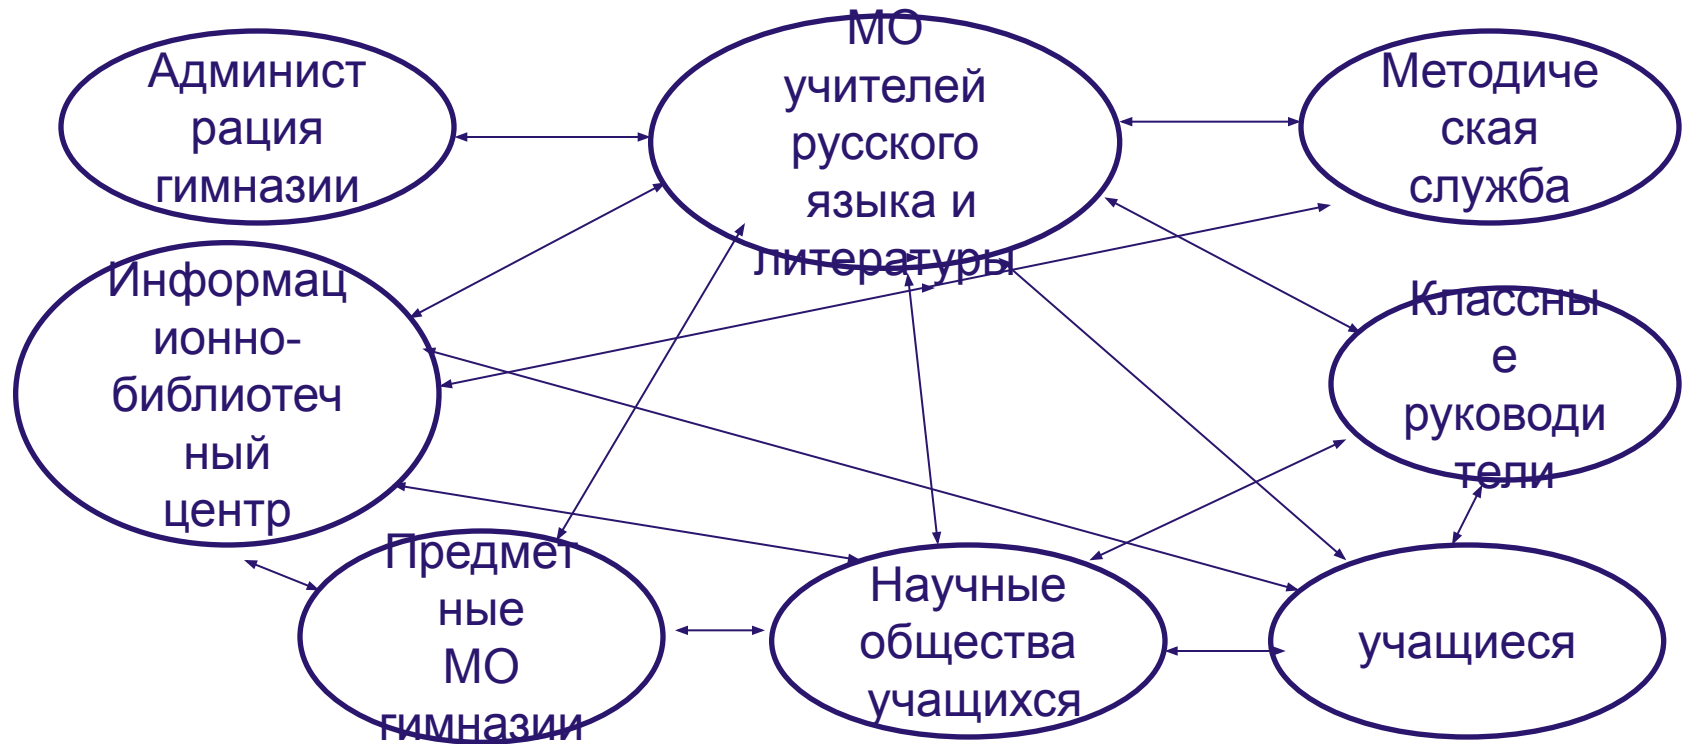 Админист
рация
гимназии
МО
учителей
русского
языка и
литературы
Методиче
ская
служба
Информац
ионно-
библиотеч
ный
центр
Классны
е
руководи
тели
Предмет
ные
МО
гимназии
Научные
общества
учащихся
учащиеся